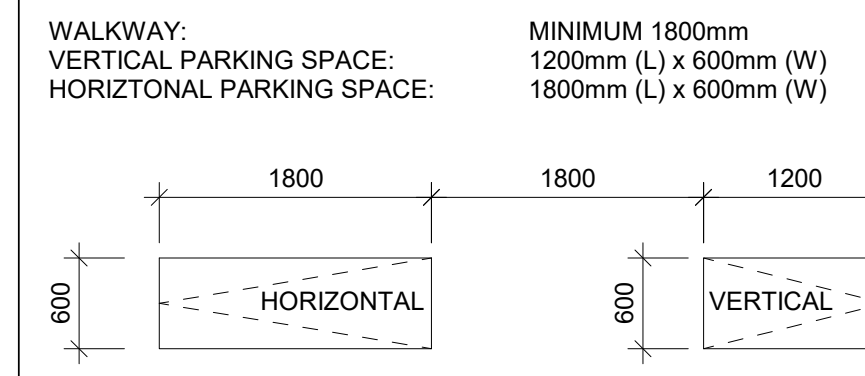 WALKWAY: MINIMUM 1800mm
VERTICAL PARKING SPACE: 1200mm (L) x 600mm (W)
HORIZTONAL PARKING SPACE: 1800mm (L) x 600mm (W)
1800 1800 1200
600 HORIZONTAL 600 VERTICAL